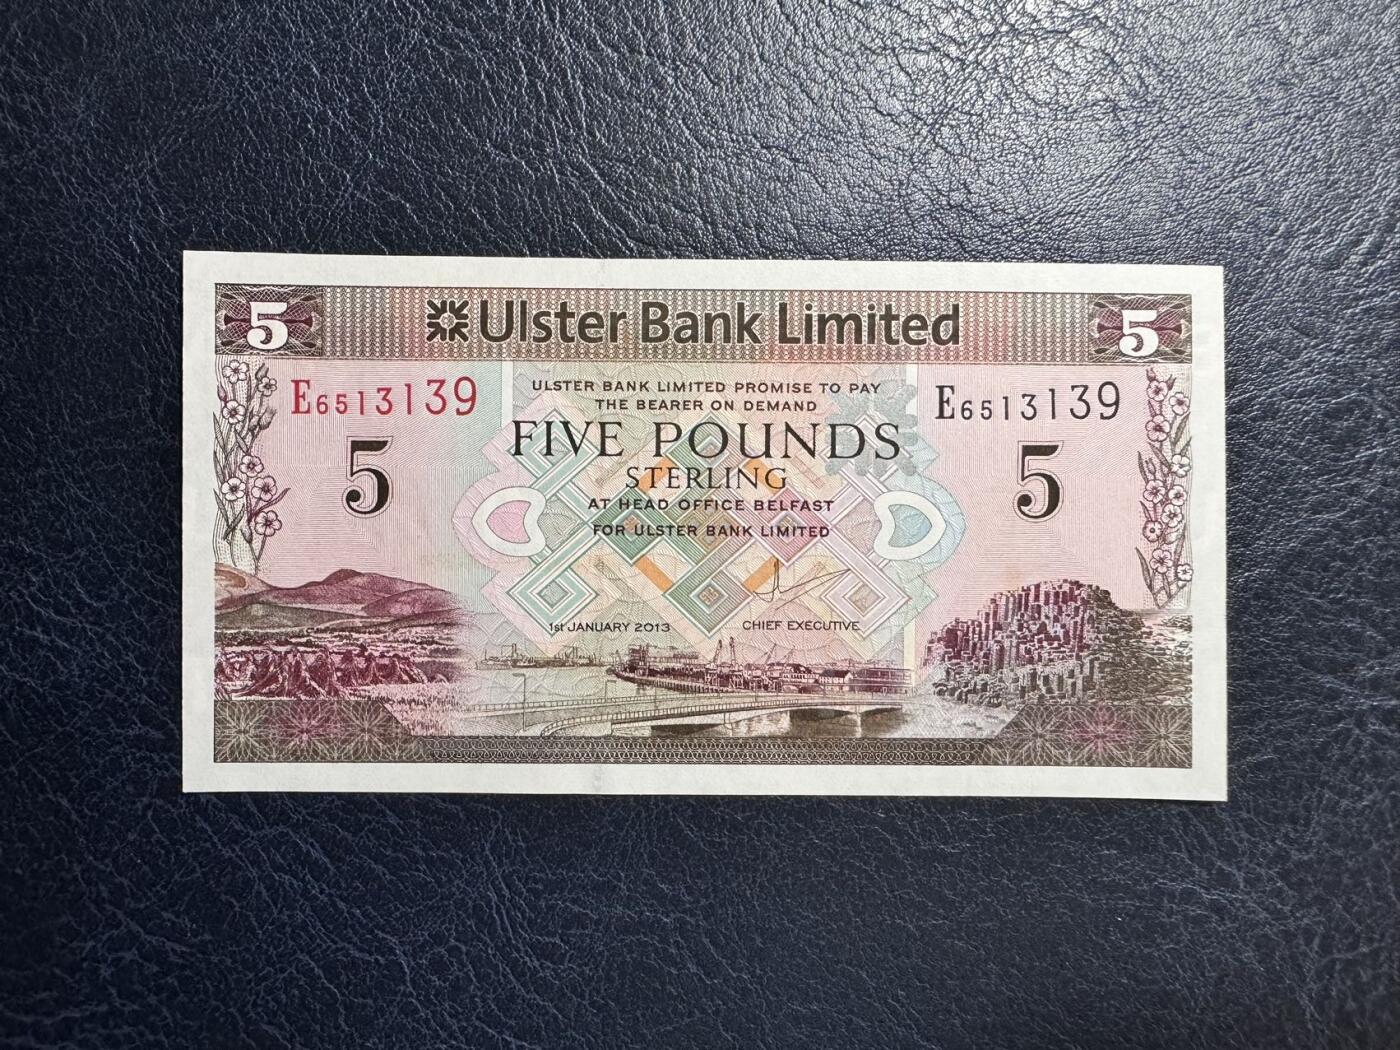 5 Ulster Bank Limited 5
E6513139 E6513139
ULSTER BANK LIMITED PROMISE TO PAY
THE BEARER ON DEMAND
5 FIVE POUNDS 5
STERLING
AT HEAD OFFICE BELFAST
FOR ULSTER BANK LIMITED
1st JANUARY 2013 CHIEF EXECUTIVE